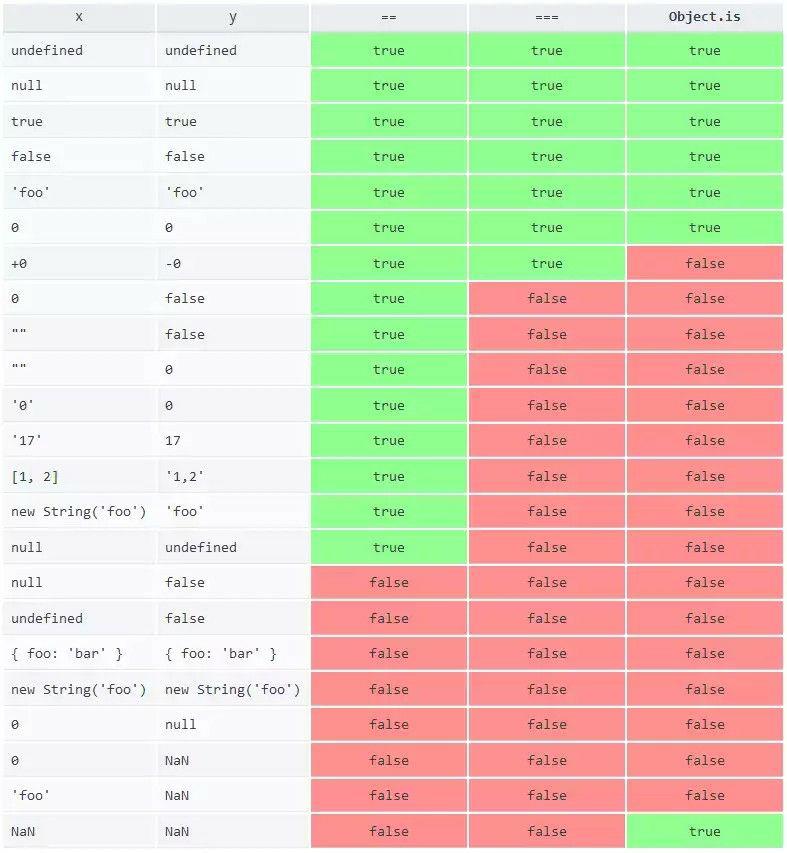 x y == === Object.is
undefined undefined true true true
null null true true true
true true true true true
false false true true true
'foo' 'foo' true true true
0 0 true true true
+0 -0 true true false
0 false true false false
"" false true false false
"" 0 true false false
'0' 0 true false false
'17' 17 true false false
[1, 2] '1,2' true false false
new String('foo') 'foo' true false false
null undefined true false false
null false false false false
undefined false false false false
{ foo: 'bar' } { foo: 'bar' } false false false
new String('foo') new String('foo') false false false
0 null false false false
0 NaN false false false
'foo' NaN false false false
NaN NaN false false true